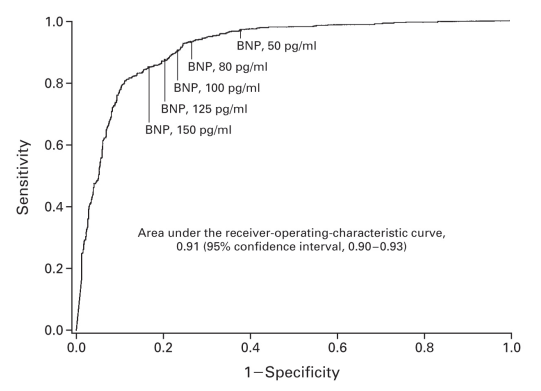 1.0
0.8
0.6
0.4
0.2
0.0
Sensitivity
BNP, 50 pg/ml
BNP, 80 pg/ml
BNP, 100 pg/ml
BNP, 125 pg/ml
BNP, 150 pg/ml
Area under the receiver-operating-characteristic curve,
0.91 (95% confidence interval, 0.90–0.93)
0.0 0.2 0.4 0.6 0.8 1.0
1–Specificity